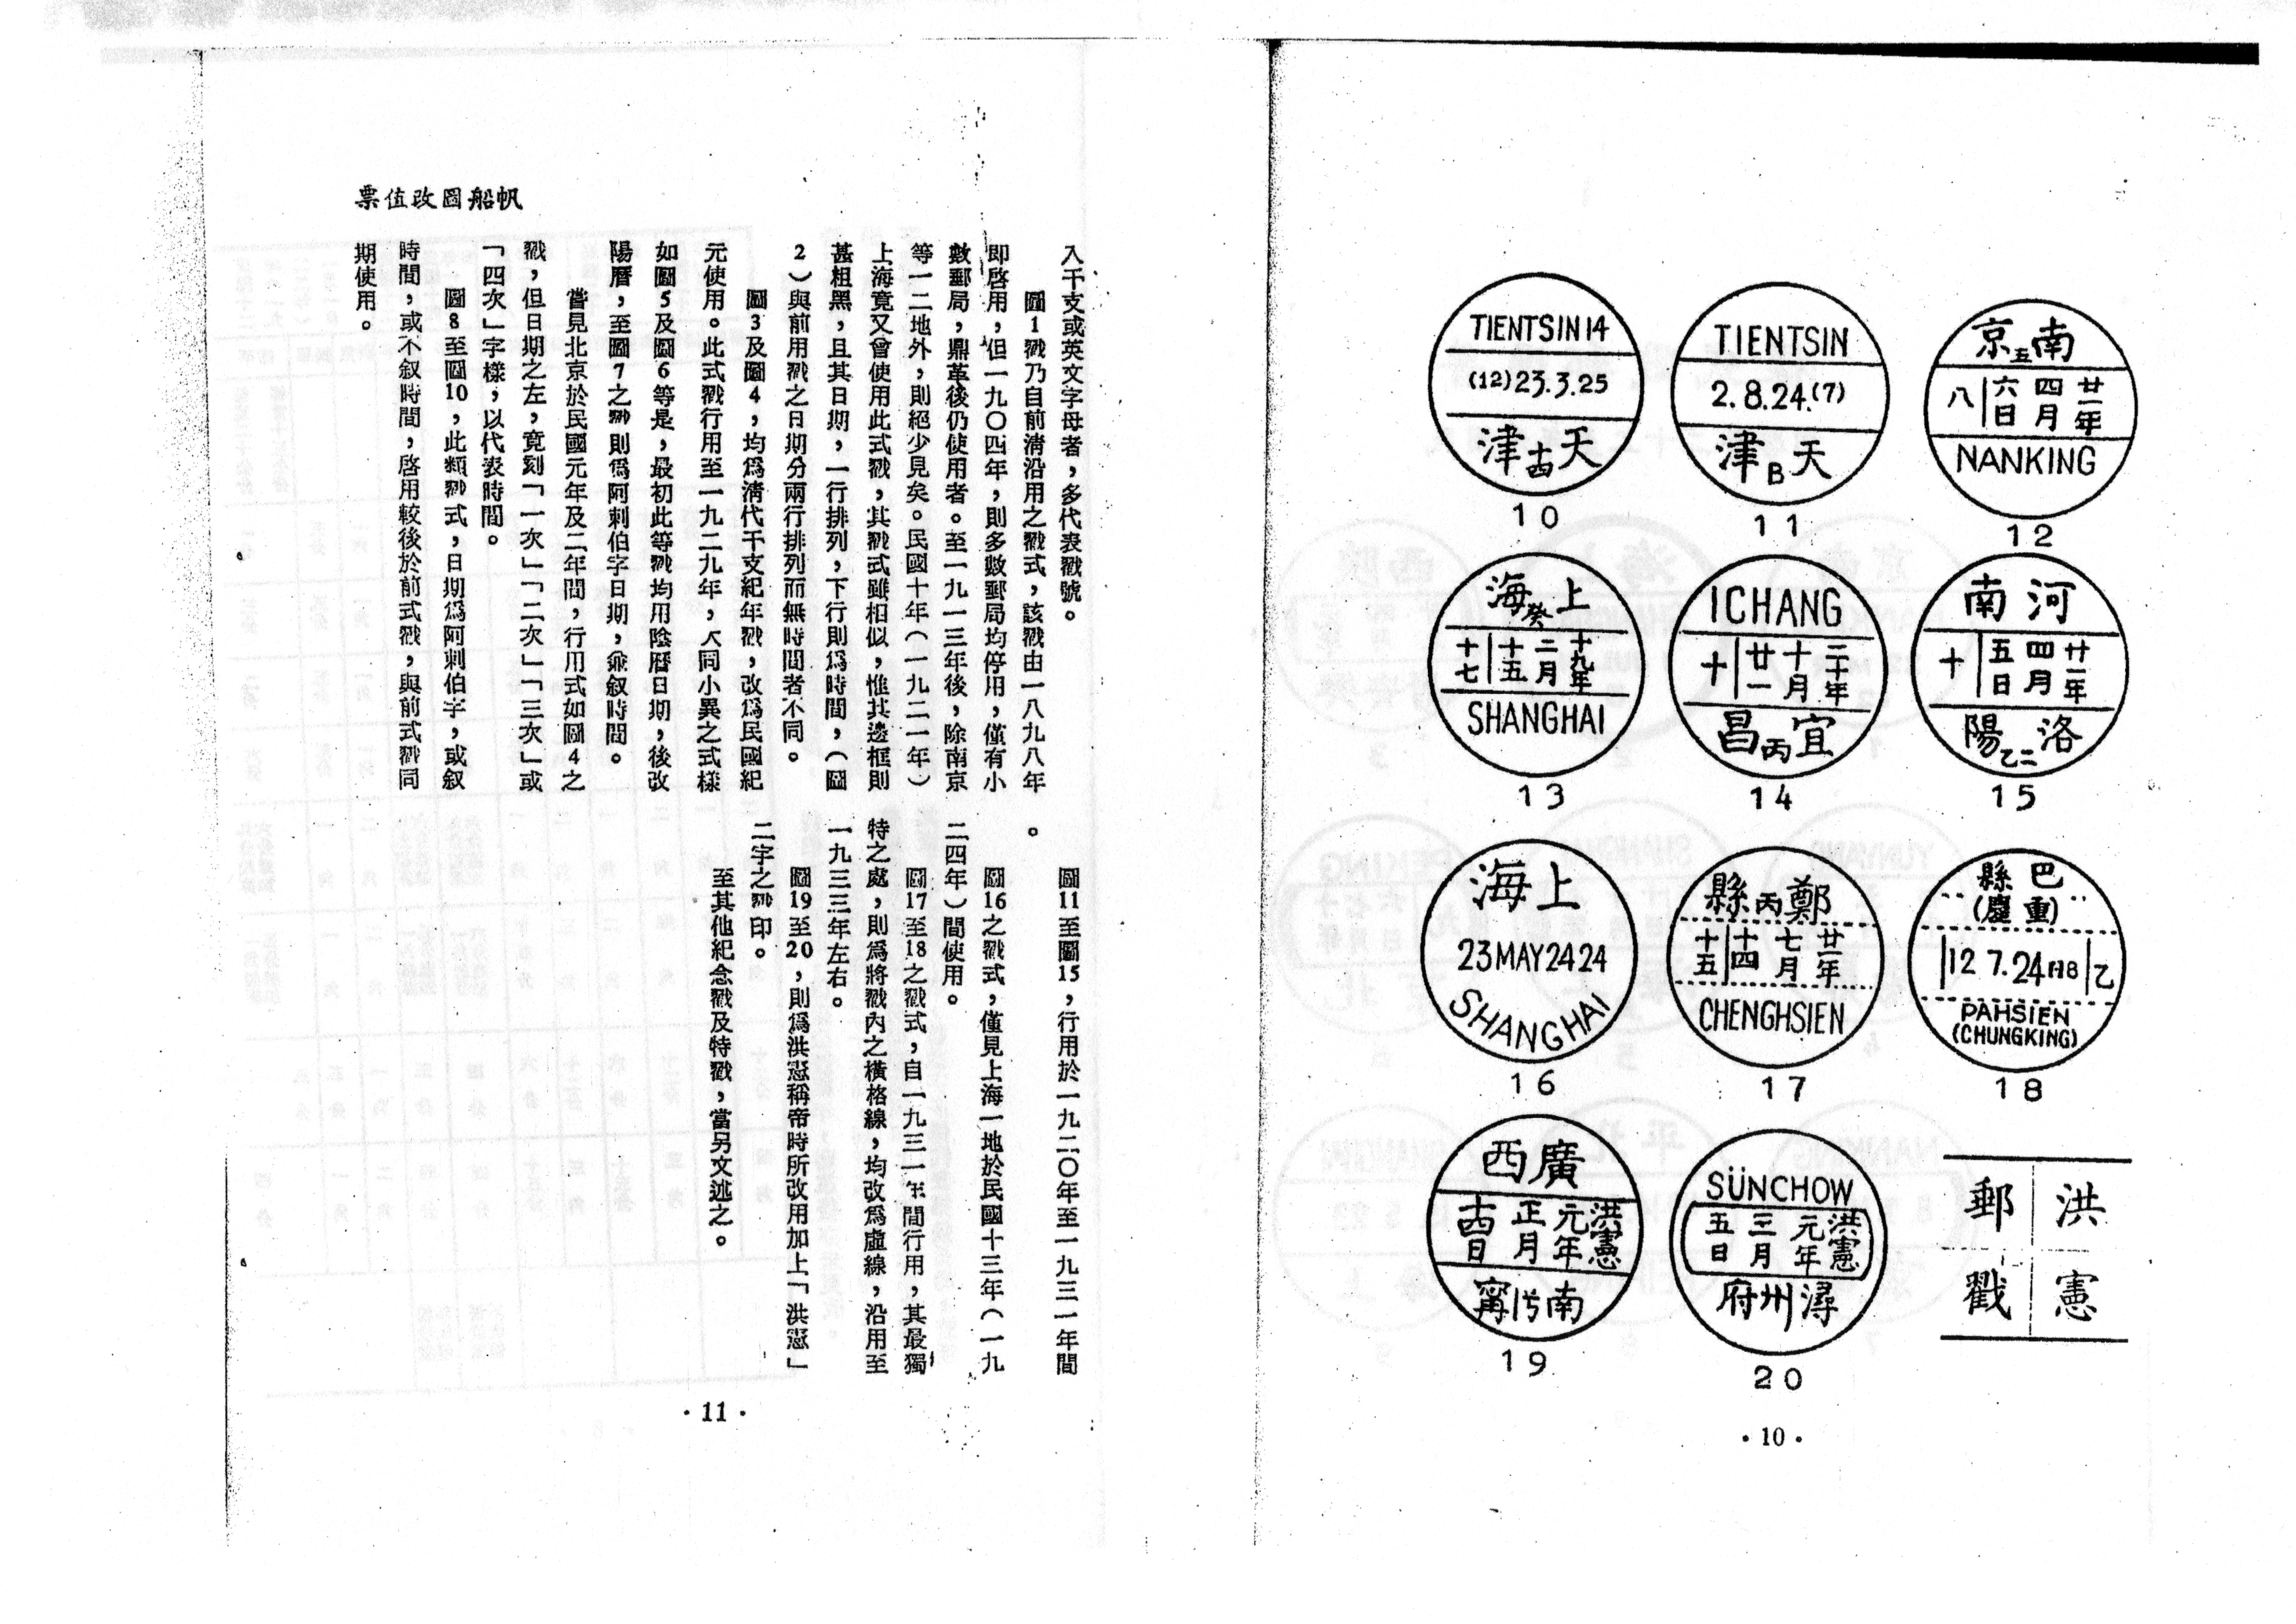 TIENTSIN 14
(12)23.3.25
天古津
10
TIENTSIN
2.8.24.(7)
天B津
11
南五京
廿一年
四月
六日
八
NANKING
12
上癸海
十九年
二月
十五
十七
SHANGHAI
13
ICHANG
二十年
十月
廿一
十
宜丙昌
14
河南
廿一年
四月
五日
十
洛乙二陽
15
上海
23MAY2424
SHANGHAI
16
鄭丙縣
廿一年
七月
十四
十五
CHENGHSIEN
17
巴縣
(重慶)
12 7.24 乙
PAHSIEN
(CHUNGKING)
18
廣西
洪憲
元年
正月
日
南寗
19
SÜNCHOW
洪憲
元年
三月
五日
潯州府
20
洪憲
郵戳
· 10 ·
入干支或英文字母者，多代表戳號。
圖1戳乃自前清沿用之戳式，該戳由一八九八年
即啓用，但一九〇四年，則多數郵局均停用，僅有小
數郵局，鼎革後仍使用者。至一九一三年後，除南京
等一二地外，則絕少見矣。民國十年（一九二一年）
上海竟又曾使用此式戳，其戳式雖相似，惟其邊框則
甚粗黑，且其日期，一行排列，下行則爲時間，（圖
2）與前用戳之日期分兩行排列而無時間者不同。
圖3及圖4，均爲清代干支紀年戳，改爲民國紀
元使用。此式戳行用至一九二九年，大同小異之式樣
如圖5及圖6等是，最初此等戳均用陰曆日期，後改
陽曆，至圖7之戳則爲阿刺伯字日期，兼叙時間。
嘗見北京於民國元年及二年間，行用式如圖4之
戳，但日期之左，竟刻「一次」「二次」「三次」或
「四次」字樣，以代表時間。
圖8至圖10，此類戳式，日期爲阿刺伯字，或叙
時間，或不叙時間，啓用較後於前式戳，與前式戳同
期使用。
圖11至圖15，行用於一九二〇年至一九三一年間
。
圖16之戳式，僅見上海一地於民國十三年（一九
二四年）間使用。
圖17至18之戳式，自一九三一年間行用，其最獨
特之處，則爲將戳內之橫格線，均改爲虛線，沿用至
一九三三年左右。
圖19至20，則爲洪憲稱帝時所改用加上「洪憲」
二字之戳印。
至其他紀念戳及特戳，當另文述之。
帆船圖改值票
· 11 ·